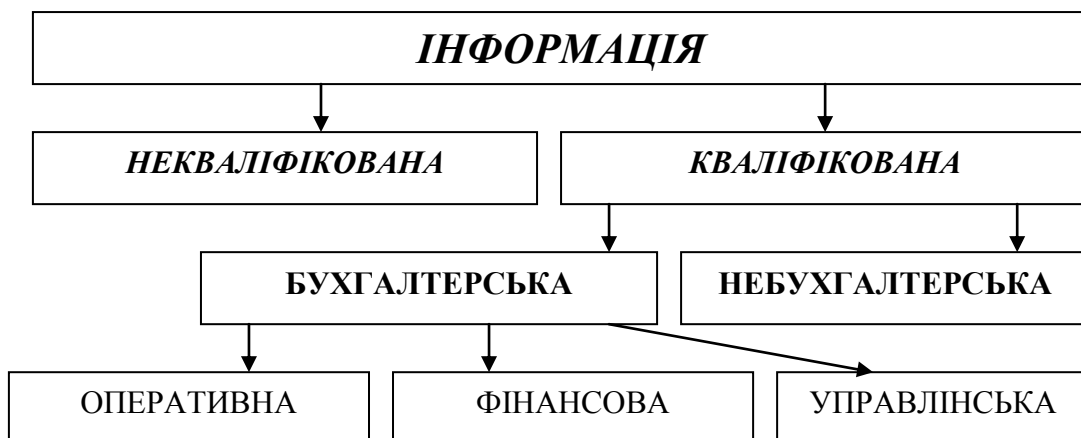 ІНФОРМАЦІЯ
НЕКВАЛІФІКОВАНА
КВАЛІФІКОВАНА
БУХГАЛТЕРСЬКА
НЕБУХГАЛТЕРСЬКА
ОПЕРАТИВНА
ФІНАНСОВА
УПРАВЛІНСЬКА